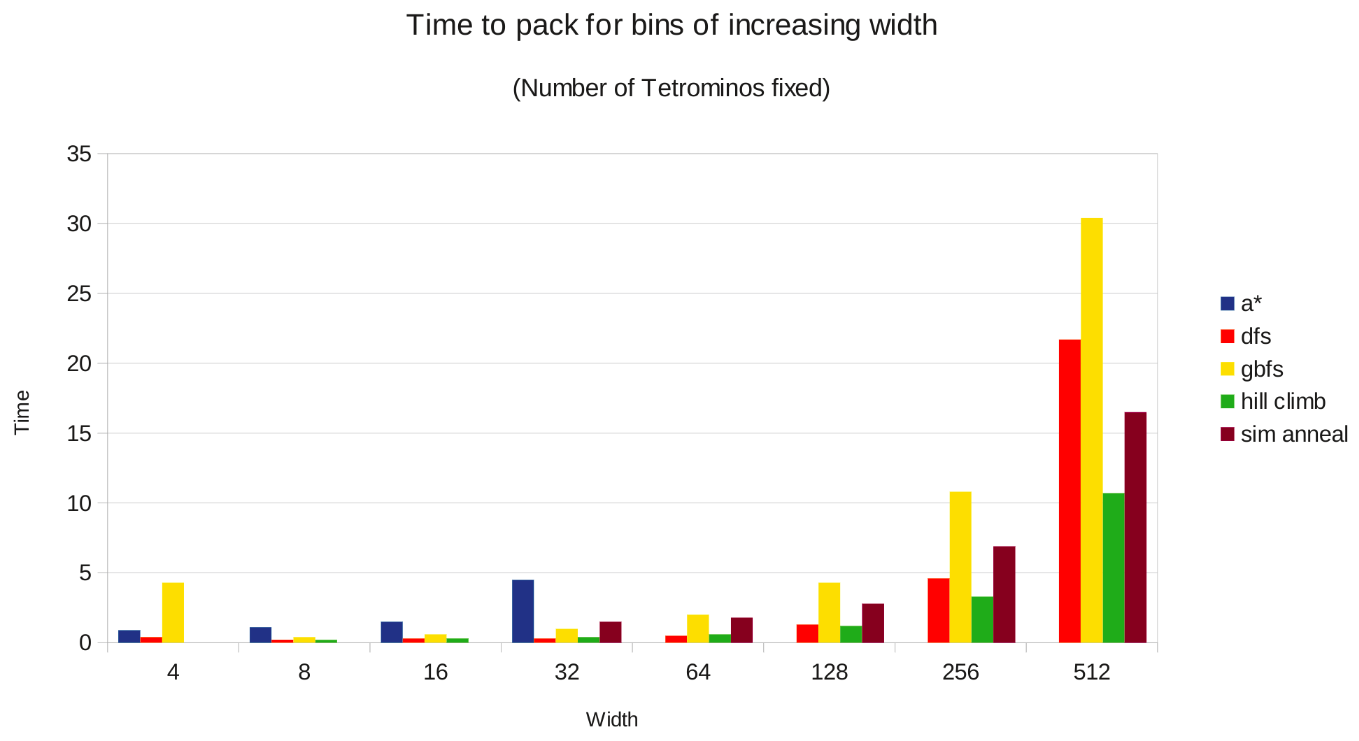 Time to pack for bins of increasing width
(Number of Tetrominos fixed)
35
30
25
20
15
10
5
0
Time
4 8 16 32 64 128 256 512
Width
a*
dfs
gbfs
hill climb
sim anneal